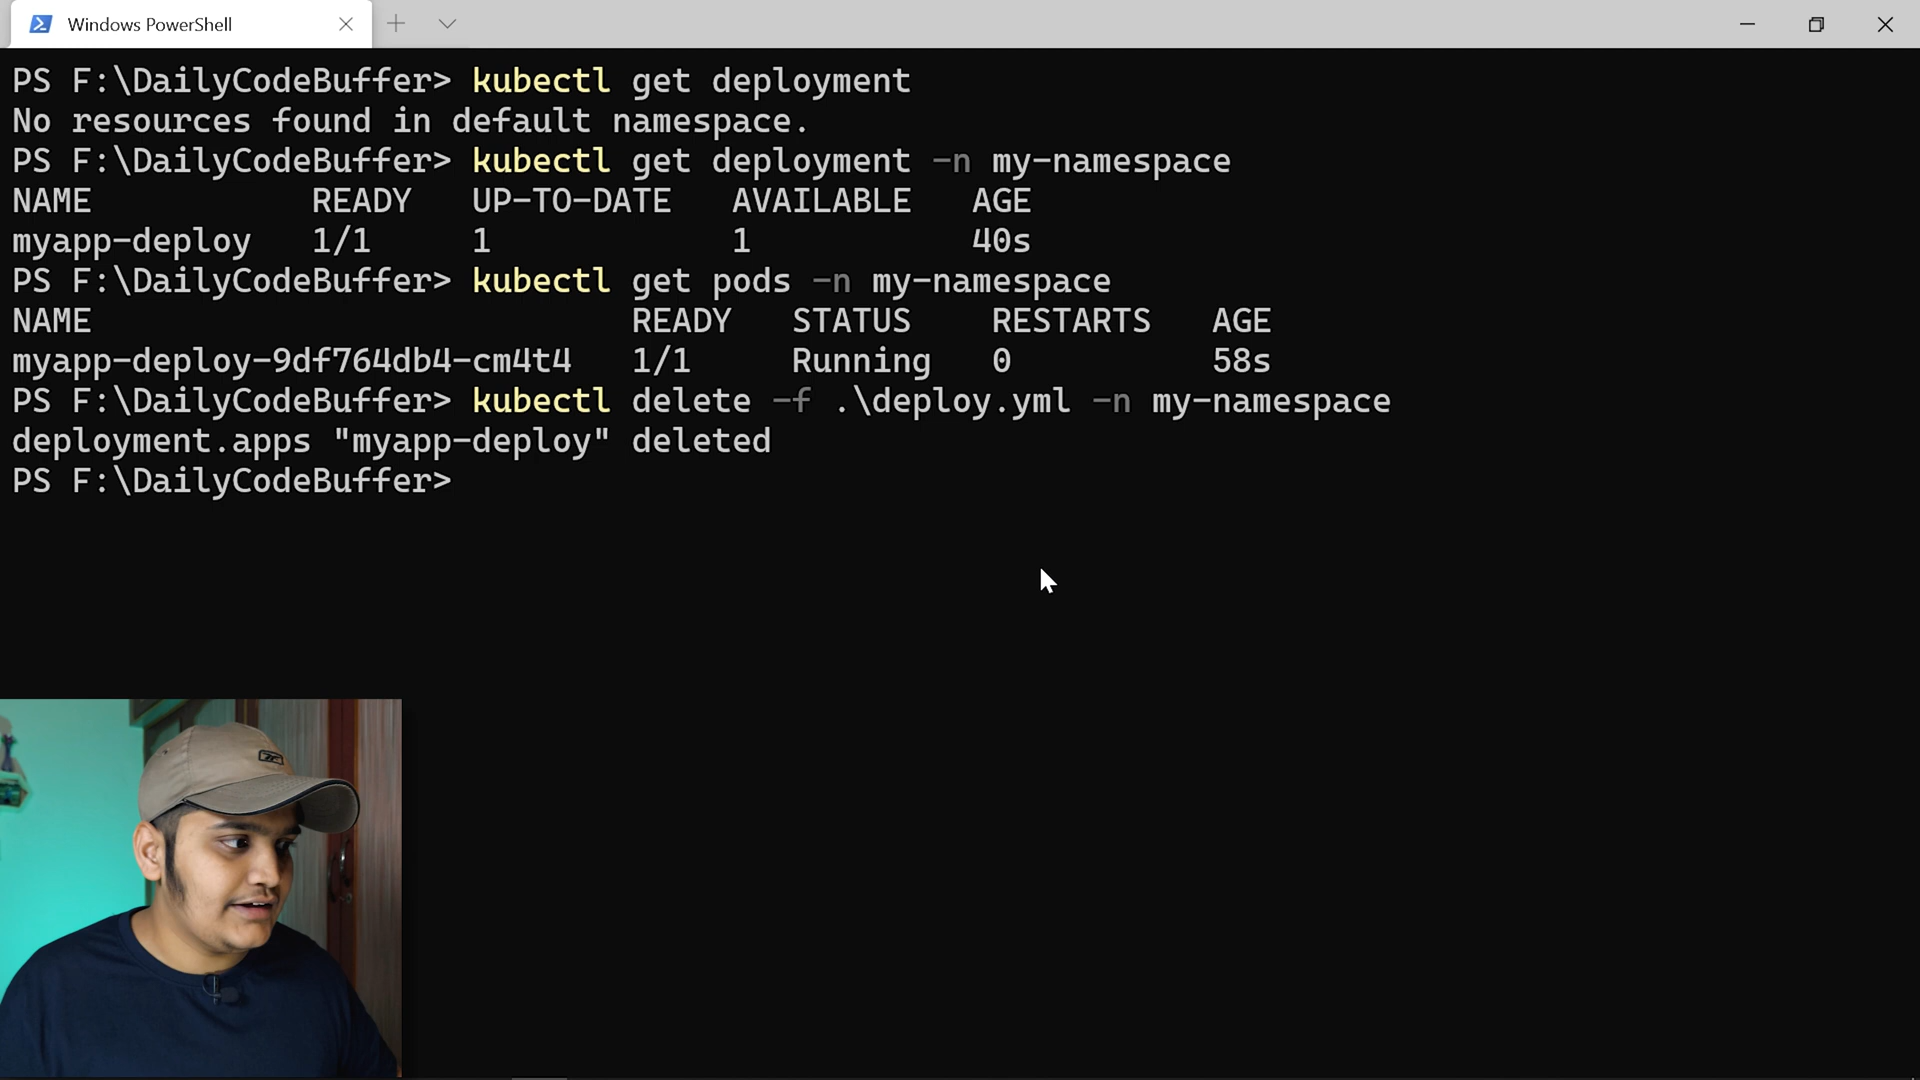 Windows PowerShell
PS F:\DailyCodeBuffer> kubectl get deployment
No resources found in default namespace.
PS F:\DailyCodeBuffer> kubectl get deployment -n my-namespace
NAME READY UP-TO-DATE AVAILABLE AGE
myapp-deploy 1/1 1 1 40s
PS F:\DailyCodeBuffer> kubectl get pods -n my-namespace
NAME READY STATUS RESTARTS AGE
myapp-deploy-9df764db4-cm4t4 1/1 Running 0 58s
PS F:\DailyCodeBuffer> kubectl delete -f .\deploy.yml -n my-namespace
deployment.apps "myapp-deploy" deleted
PS F:\DailyCodeBuffer>